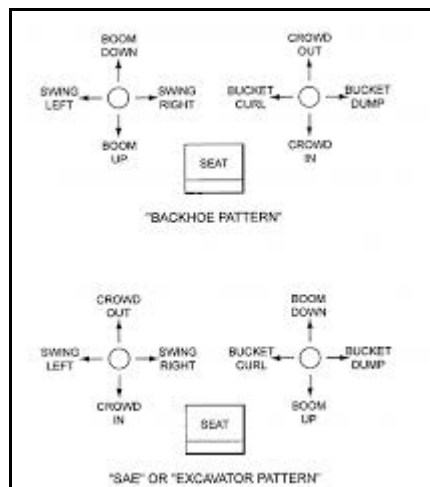 BOOM
DOWN
CROWD
OUT
SWING
LEFT
SWING
RIGHT
BUCKET
CURL
BUCKET
DUMP
BOOM
UP
CROWD
IN
SEAT
"BACKHOE PATTERN"
CROWD
OUT
BOOM
DOWN
SWING
LEFT
SWING
RIGHT
BUCKET
CURL
BUCKET
DUMP
CROWD
IN
BOOM
UP
SEAT
"SAE" OR "EXCAVATOR PATTERN"